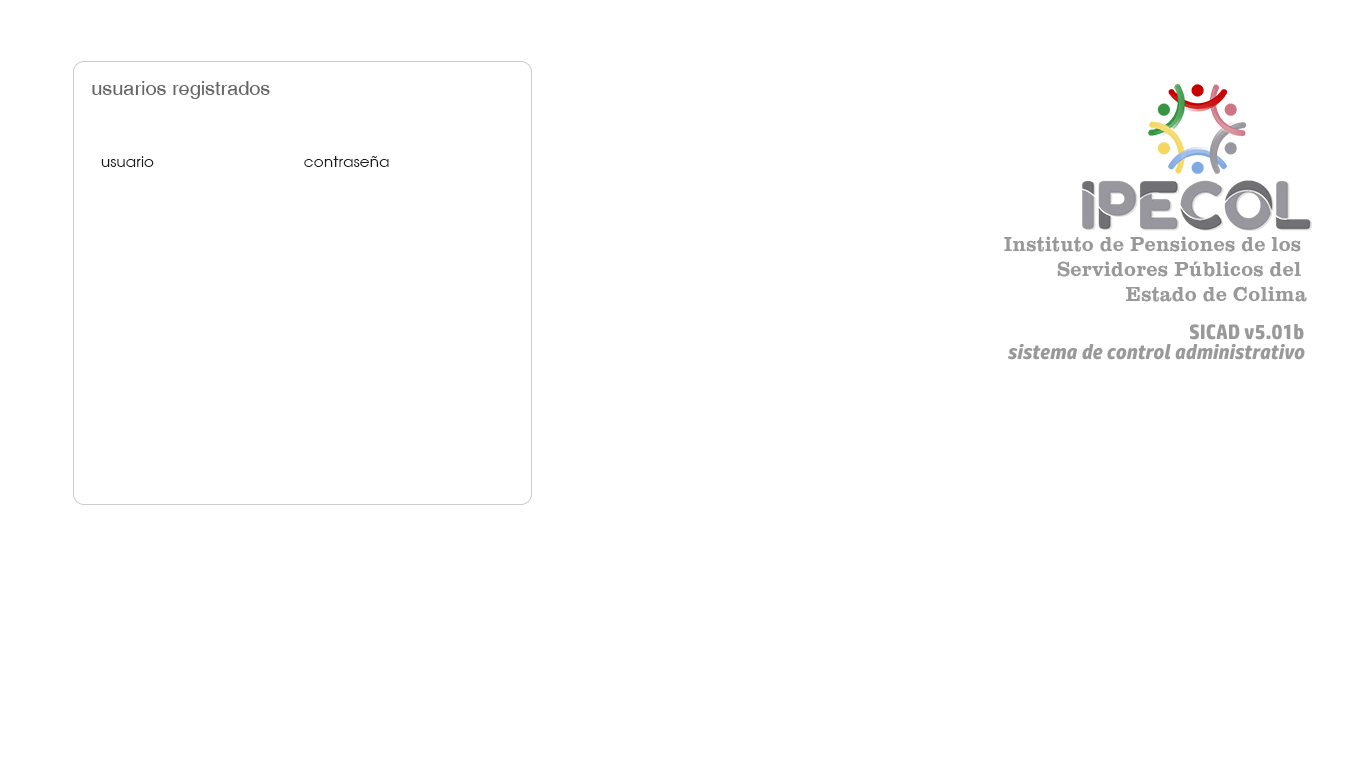 usuarios registrados
usuario
contraseña
IPECOL
Instituto de Pensiones de los
Servidores Públicos del
Estado de Colima
SICAD v5.01b
sistema de control administrativo